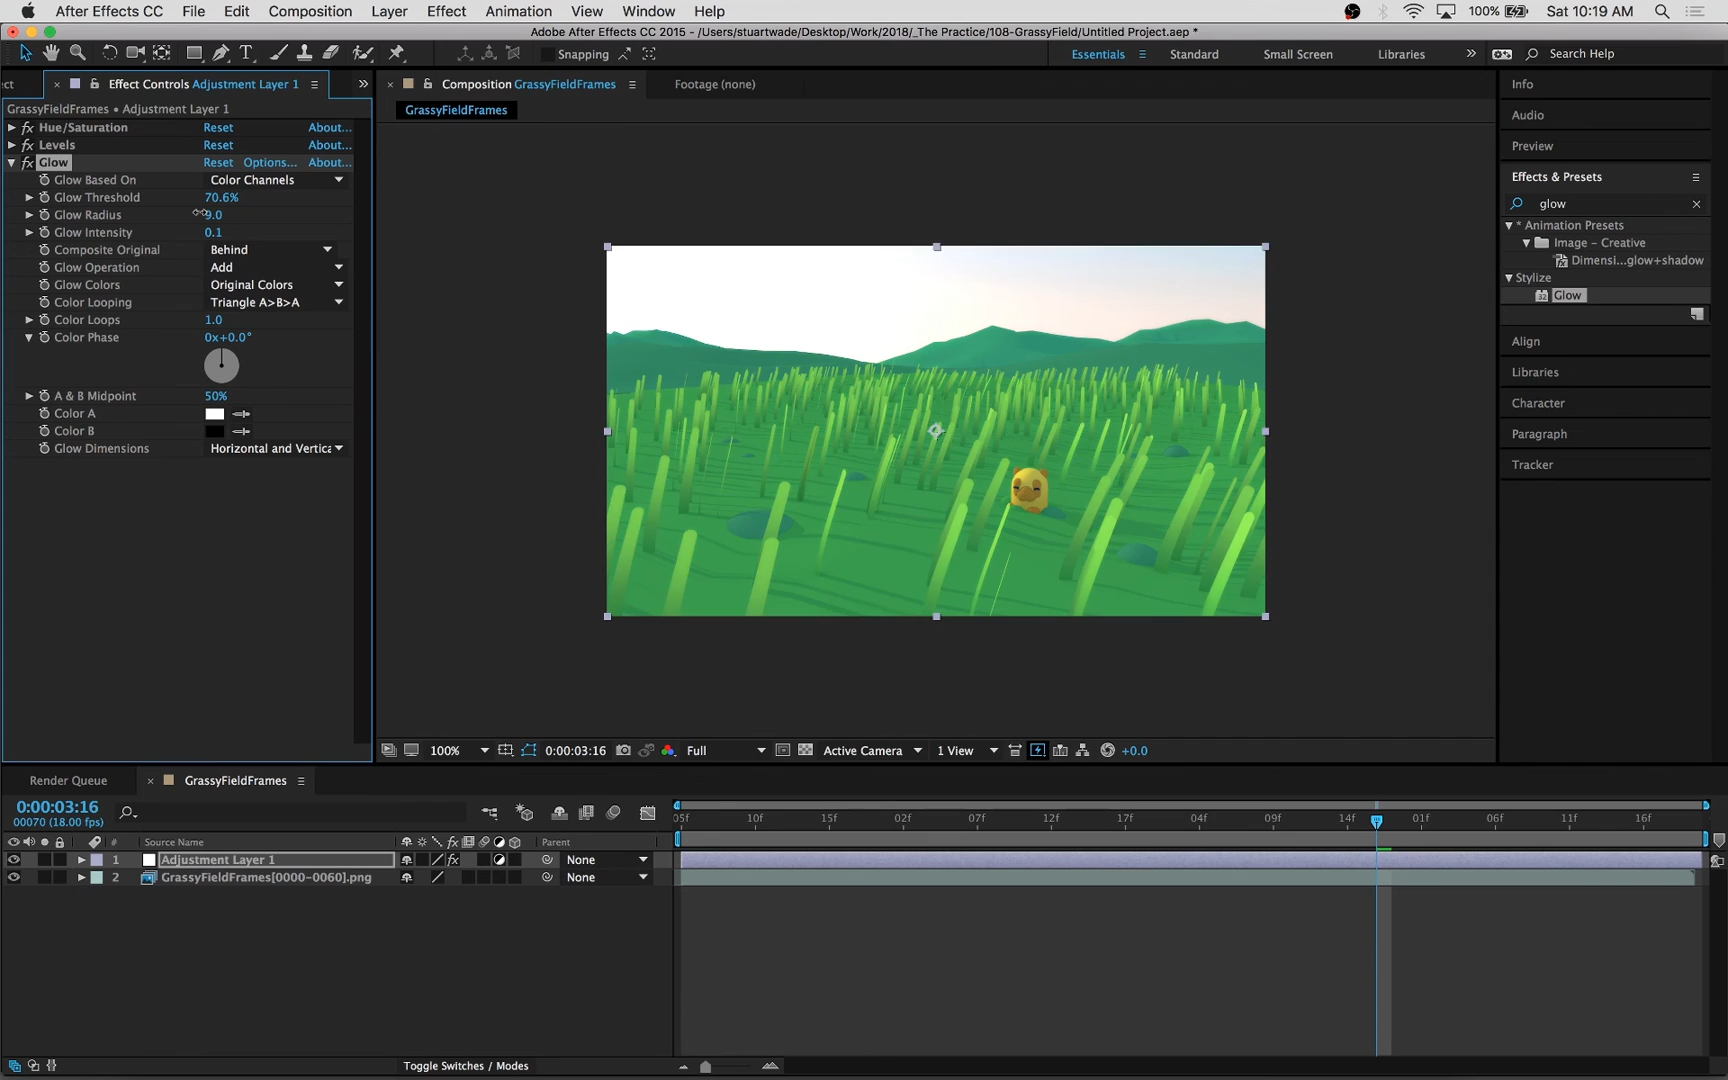 After Effects CC File Edit Composition Layer Effect Animation View Window Help 100% Sat 10:19 AM
Adobe After Effects CC 2015 - /Users/stuartwade/Desktop/Work/2018/_The Practice/108-GrassyField/Untitled Project.aep *
Snapping Essentials Standard Small Screen Libraries Search Help
ct Effect Controls Adjustment Layer 1 Composition GrassyFieldFrames Footage (none)
GrassyFieldFrames • Adjustment Layer 1
GrassyFieldFrames
fx Hue/Saturation Reset About...
fx Levels Reset About...
fx Glow Reset Options... About...
Glow Based On Color Channels
Glow Threshold 70.6%
Glow Radius 9.0
Glow Intensity 0.1
Composite Original Behind
Glow Operation Add
Glow Colors Original Colors
Color Looping Triangle A>B>A
Color Loops 1.0
Color Phase 0x+0.0°
A & B Midpoint 50%
Color A
Color B
Glow Dimensions Horizontal and Vertica
Info
Audio
Preview
Effects & Presets
glow
* Animation Presets
Image - Creative
Dimensi...glow+shadow
Stylize
32 Glow
Align
Libraries
Character
Paragraph
Tracker
100% 0:00:03:16 Full Active Camera 1 View +0.0
Render Queue GrassyFieldFrames
0:00:03:16
00070 (18.00 fps)
05f 10f 15f 02f 07f 12f 17f 04f 09f 14f 01f 06f 11f 16f
# Source Name fx Parent
1 Adjustment Layer 1 fx None
2 GrassyFieldFrames[0000-0060].png None
Toggle Switches / Modes